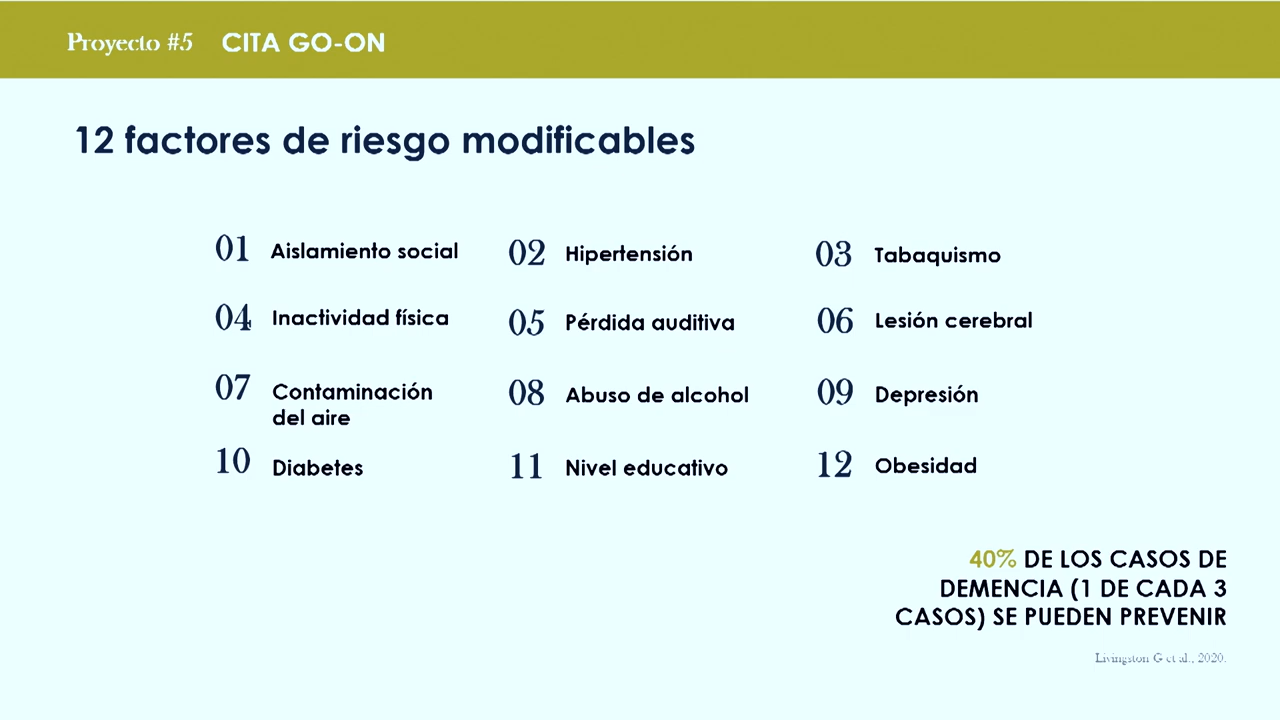 Proyecto #5 CITA GO-ON
12 factores de riesgo modificables
01 Aislamiento social
02 Hipertensión
03 Tabaquismo
04 Inactividad física
05 Pérdida auditiva
06 Lesión cerebral
07 Contaminación
del aire
08 Abuso de alcohol
09 Depresión
10 Diabetes
11 Nivel educativo
12 Obesidad
40% DE LOS CASOS DE
DEMENCIA (1 DE CADA 3
CASOS) SE PUEDEN PREVENIR
Livingston G et al., 2020.